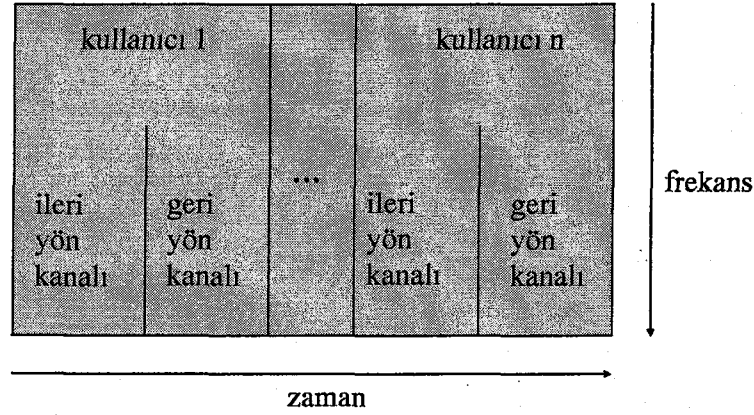 kullanıcı 1
kullanıcı n
...
frekans
ileri
yön
kanalı
geri
yön
kanalı
ileri
yön
kanalı
geri
yön
kanalı
zaman